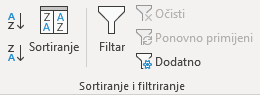 A
Z
Z
A
Z A
A Z
Sortiranje
Filtar
Očisti
Ponovno primijeni
Dodatno
Sortiranje i filtriranje